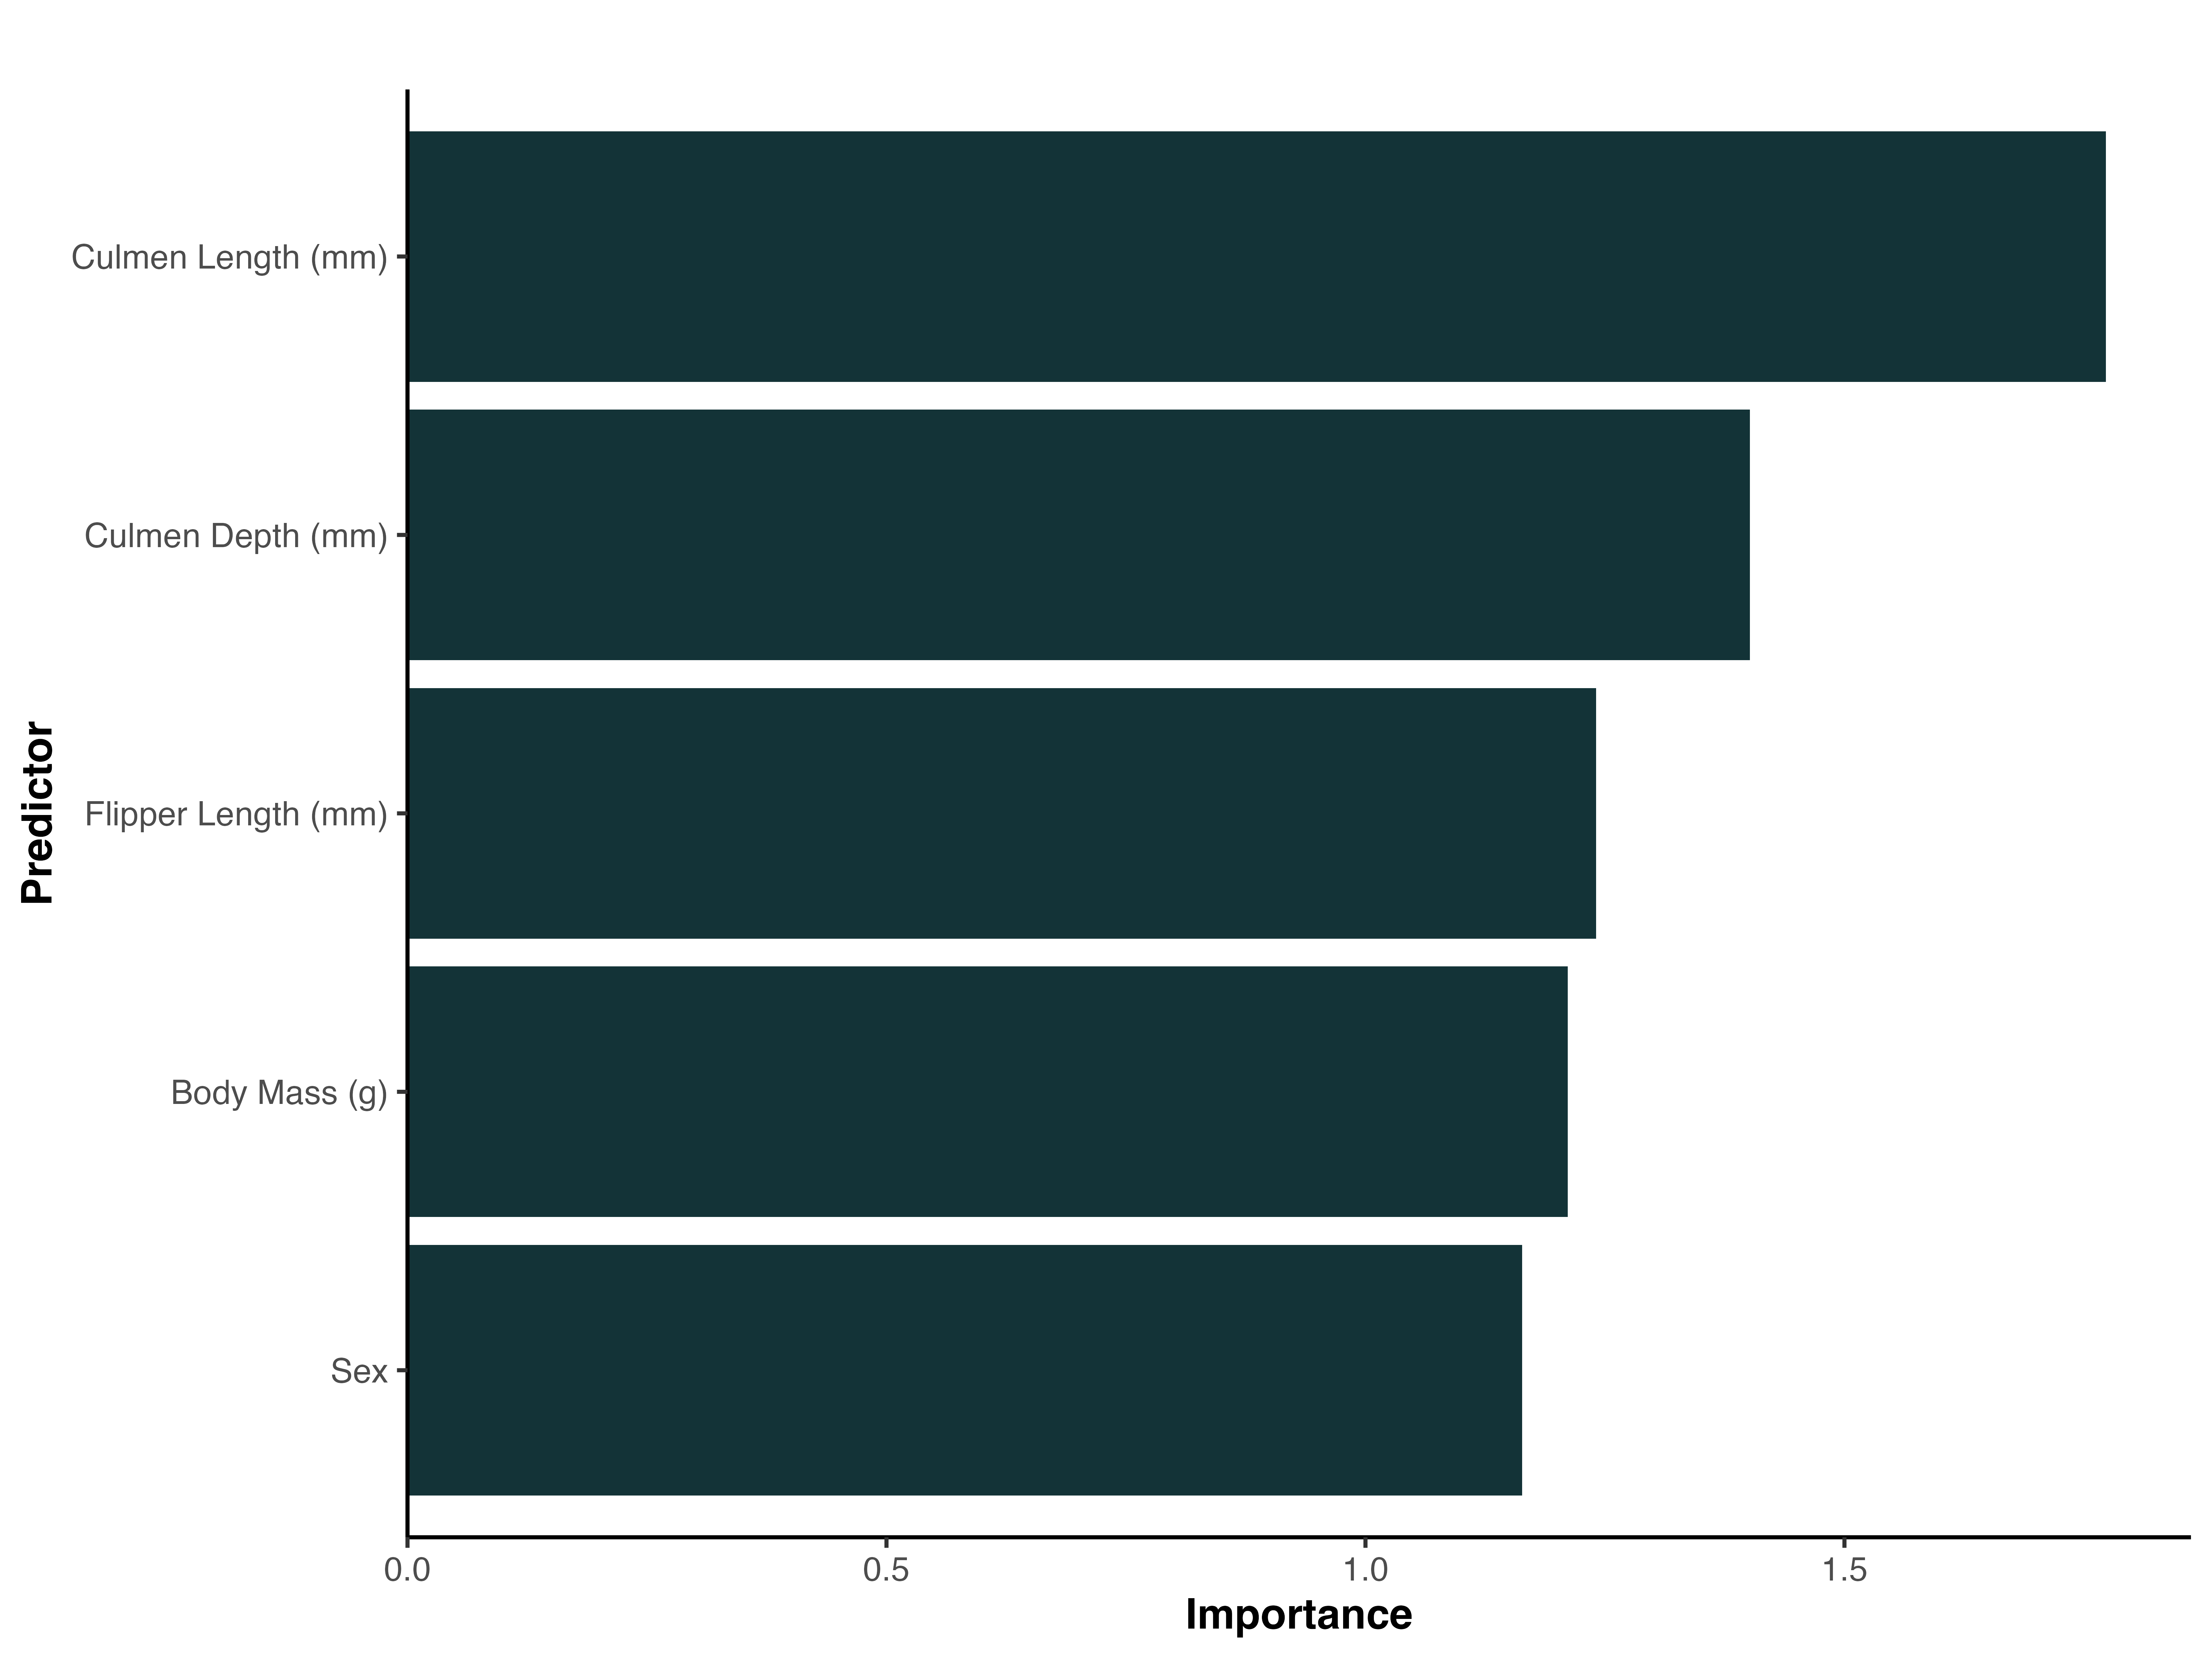 Culmen Length (mm)
Culmen Depth (mm)
Flipper Length (mm)
Body Mass (g)
Sex
Predictor
0.0 0.5 1.0 1.5
Importance